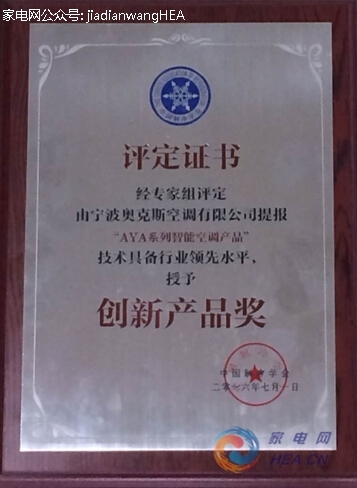 家电网公众号: jiadianwangHEA
评定证书
经专家组评定
由宁波奥克斯空调有限公司提报
“AYA系列智能空调产品”
技术具备行业领先水平、
授予
创新产品奖
中国制冷学会
二零一六年七月一日
家电网
HEA.CN